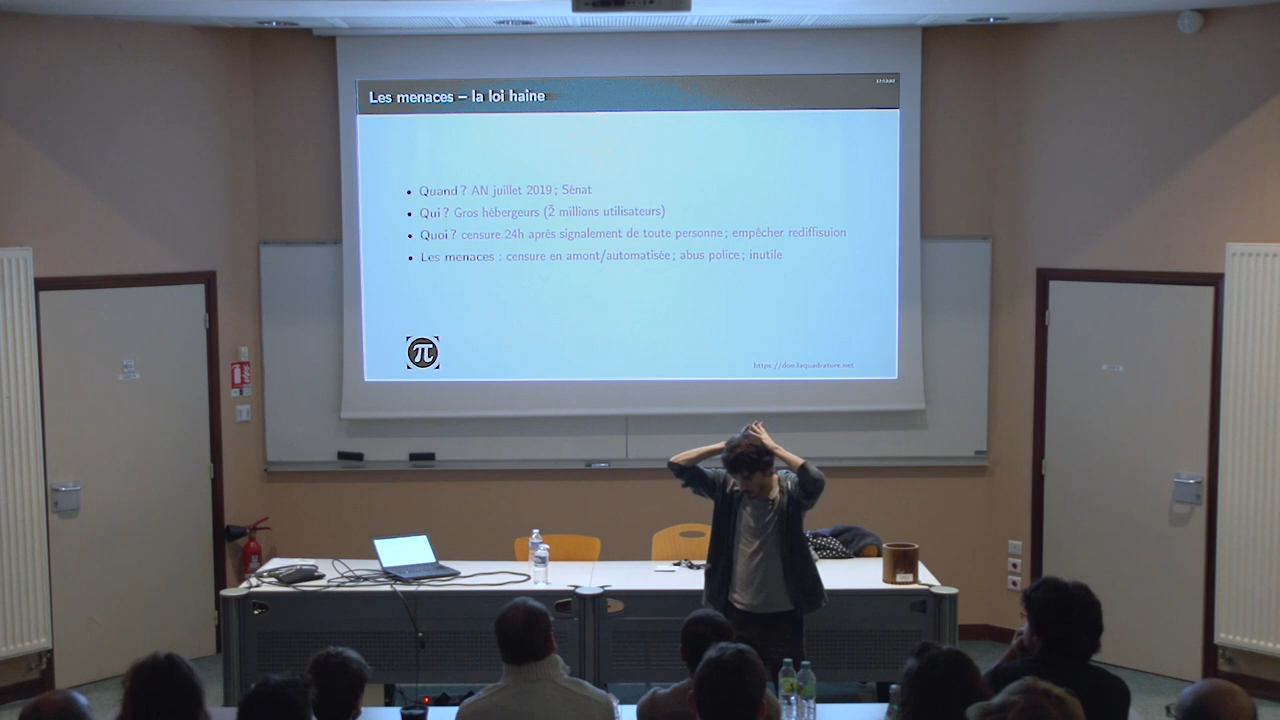 Les menaces – la loi haine
• Quand ? AN juillet 2019 ; Sénat
• Qui ? Gros hébergeurs (2 millions utilisateurs)
• Quoi ? censure 24h après signalement de toute personne ; empêcher rediffisuion
• Les menaces : censure en amont/automatisée ; abus police ; inutile
π
https://don.laquadrature.net